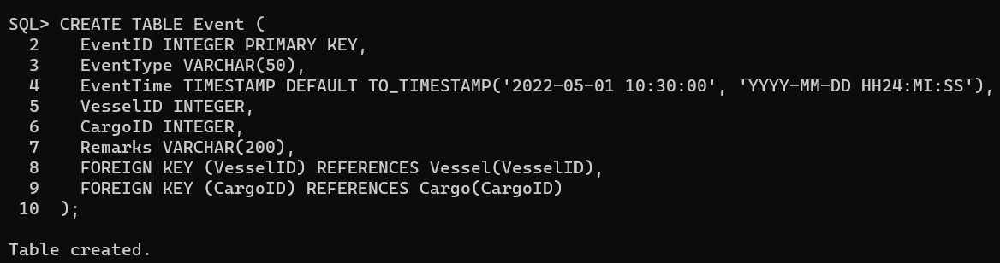 SQL> CREATE TABLE Event (
  2    EventID INTEGER PRIMARY KEY,
  3    EventType VARCHAR(50),
  4    EventTime TIMESTAMP DEFAULT TO_TIMESTAMP('2022-05-01 10:30:00', 'YYYY-MM-DD HH24:MI:SS'),
  5    VesselID INTEGER,
  6    CargoID INTEGER,
  7    Remarks VARCHAR(200),
  8    FOREIGN KEY (VesselID) REFERENCES Vessel(VesselID),
  9    FOREIGN KEY (CargoID) REFERENCES Cargo(CargoID)
 10  );
Table created.